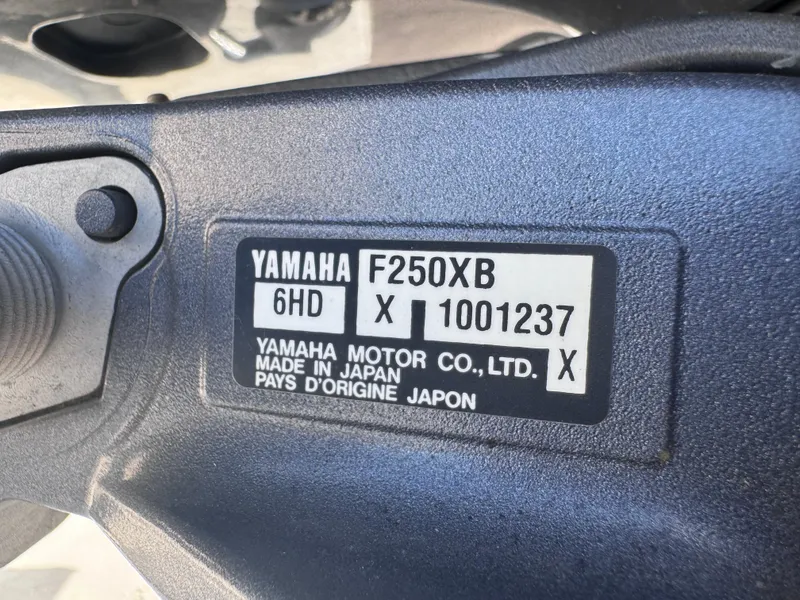 YAMAHA F250XB
6HD X 1001237
YAMAHA MOTOR CO., LTD. X
MADE IN JAPAN
PAYS D'ORIGINE JAPON